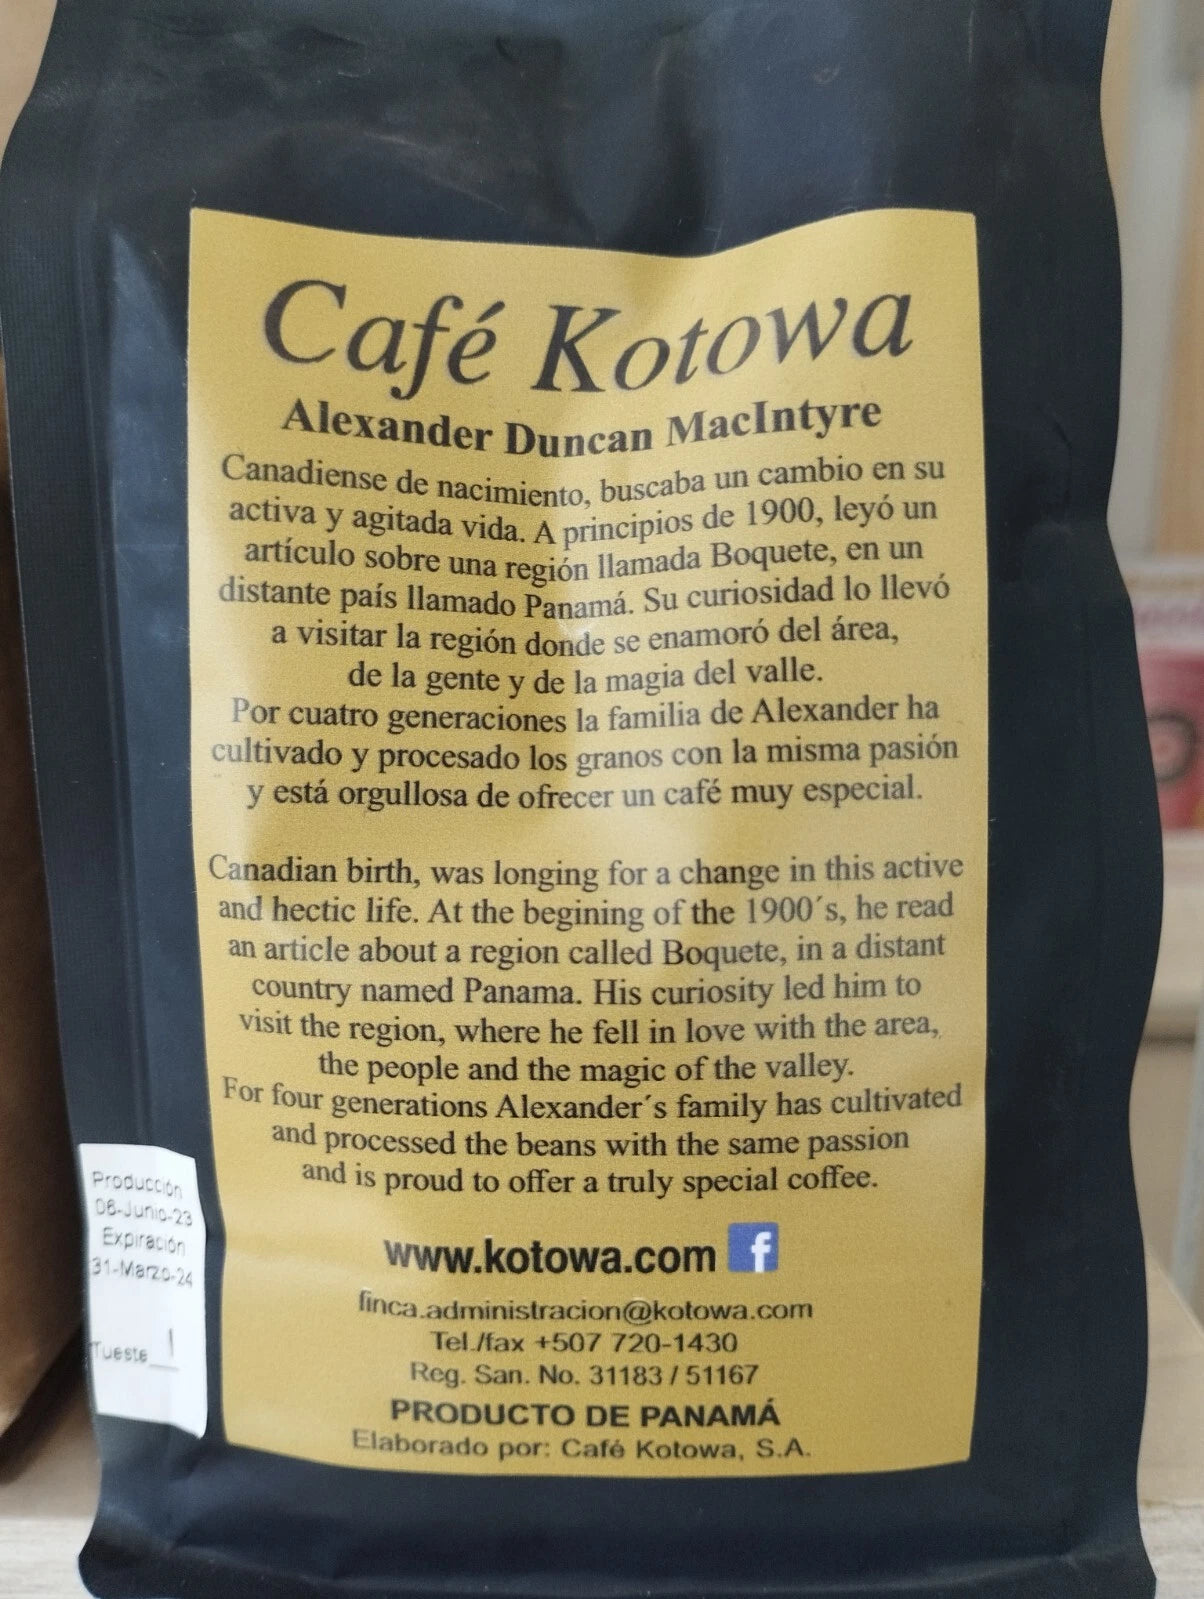 Café Kotowa
Alexander Duncan MacIntyre
Canadiense de nacimiento, buscaba un cambio en su
activa y agitada vida. A principios de 1900, leyó un
artículo sobre una región llamada Boquete, en un
distante país llamado Panamá. Su curiosidad lo llevó
a visitar la región donde se enamoró del área,
de la gente y de la magia del valle.
Por cuatro generaciones la familia de Alexander ha
cultivado y procesado los granos con la misma pasión
y está orgullosa de ofrecer un café muy especial.
Canadian birth, was longing for a change in this active
and hectic life. At the begining of the 1900´s, he read
an article about a region called Boquete, in a distant
country named Panama. His curiosity led him to
visit the region, where he fell in love with the area,
the people and the magic of the valley.
For four generations Alexander´s family has cultivated
and processed the beans with the same passion
and is proud to offer a truly special coffee.
www.kotowa.com f
finca.administracion@kotowa.com
Tel./fax +507 720-1430
Reg. San. No. 31183 / 51167
PRODUCTO DE PANAMÁ
Elaborado por: Café Kotowa, S.A.
Producción
06-Junio-23
Expiración
31-Marzo-24
Tueste 1